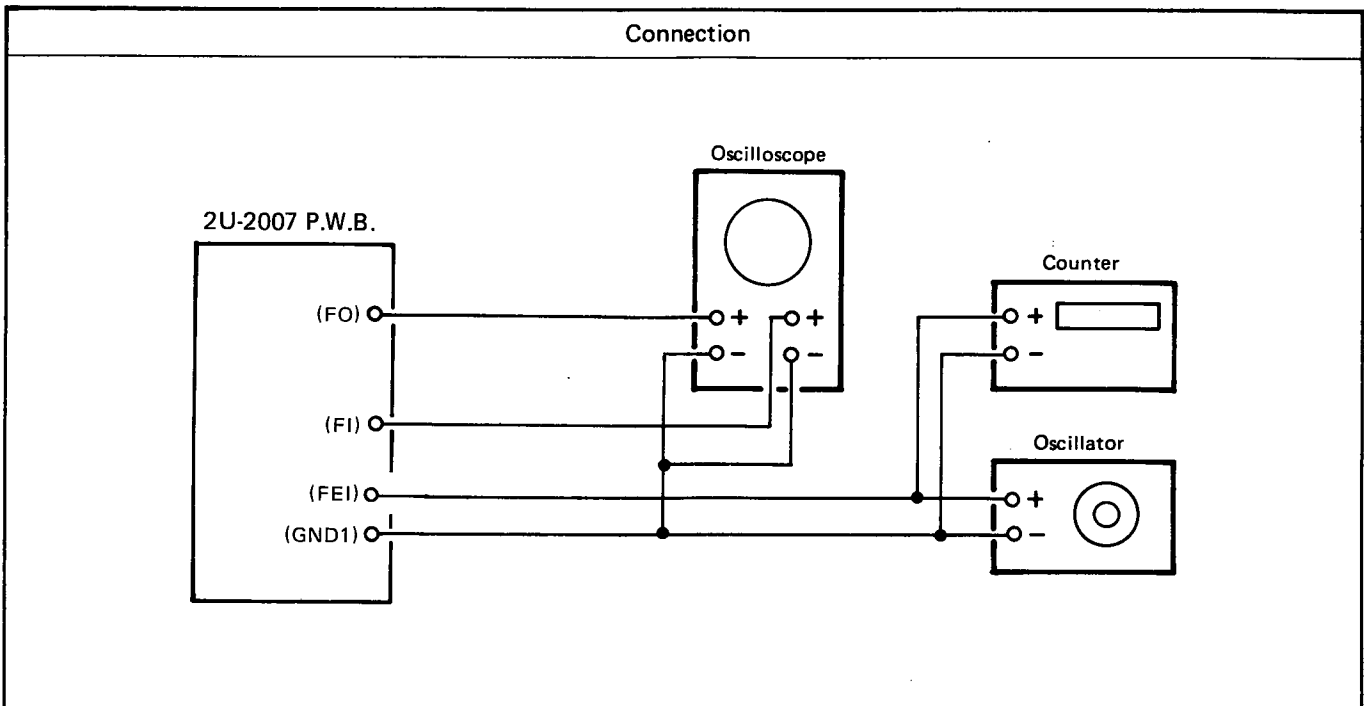 Connection
Oscilloscope
2U-2007 P.W.B.
Counter
(FO)
+ +
+
- -
-
(FI)
Oscillator
(FEI)
+
(GND1)
-